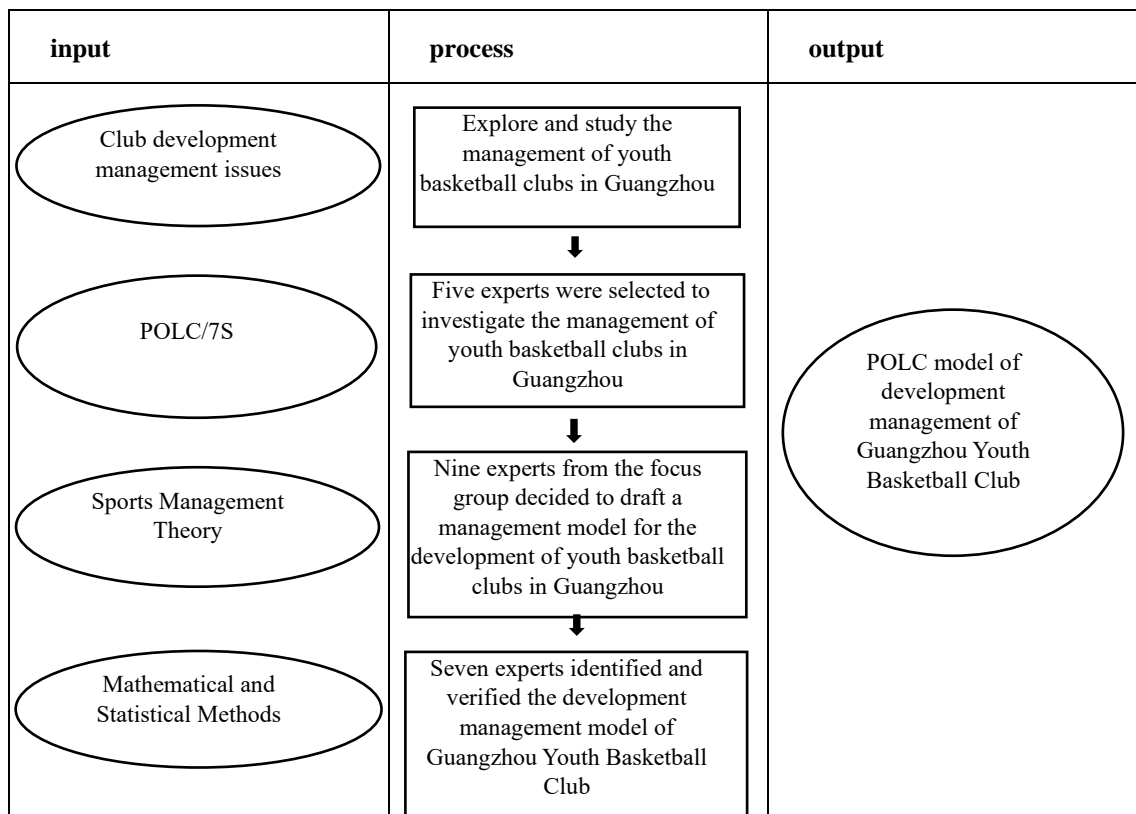 input
process
output
Club development
management issues
POLC/7S
Sports Management
Theory
Mathematical and
Statistical Methods
Explore and study the
management of youth
basketball clubs in Guangzhou
Five experts were selected to
investigate the management of
youth basketball clubs in
Guangzhou
Nine experts from the focus
group decided to draft a
management model for the
development of youth basketball
clubs in Guangzhou
Seven experts identified and
verified the development
management model of
Guangzhou Youth Basketball
Club
POLC model of
development
management of
Guangzhou Youth
Basketball Club